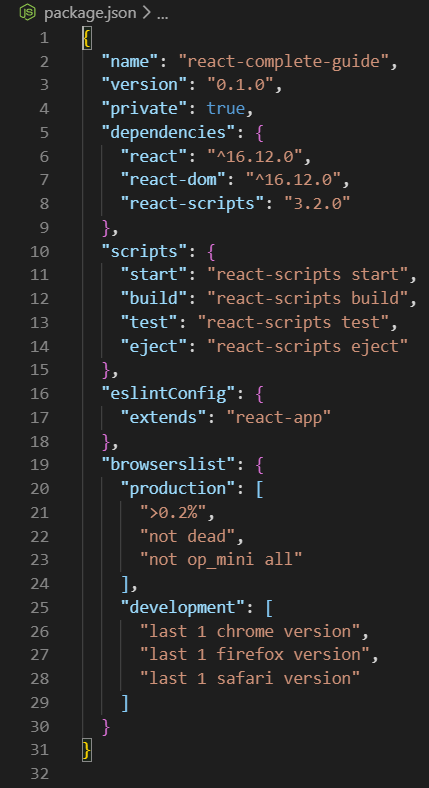 package.json > ...
1 {
2 "name": "react-complete-guide",
3 "version": "0.1.0",
4 "private": true,
5 "dependencies": {
6 "react": "^16.12.0",
7 "react-dom": "^16.12.0",
8 "react-scripts": "3.2.0"
9 },
10 "scripts": {
11 "start": "react-scripts start",
12 "build": "react-scripts build",
13 "test": "react-scripts test",
14 "eject": "react-scripts eject"
15 },
16 "eslintConfig": {
17 "extends": "react-app"
18 },
19 "browserslist": {
20 "production": [
21 ">0.2%",
22 "not dead",
23 "not op_mini all"
24 ],
25 "development": [
26 "last 1 chrome version",
27 "last 1 firefox version",
28 "last 1 safari version"
29 ]
30 }
31 }
32